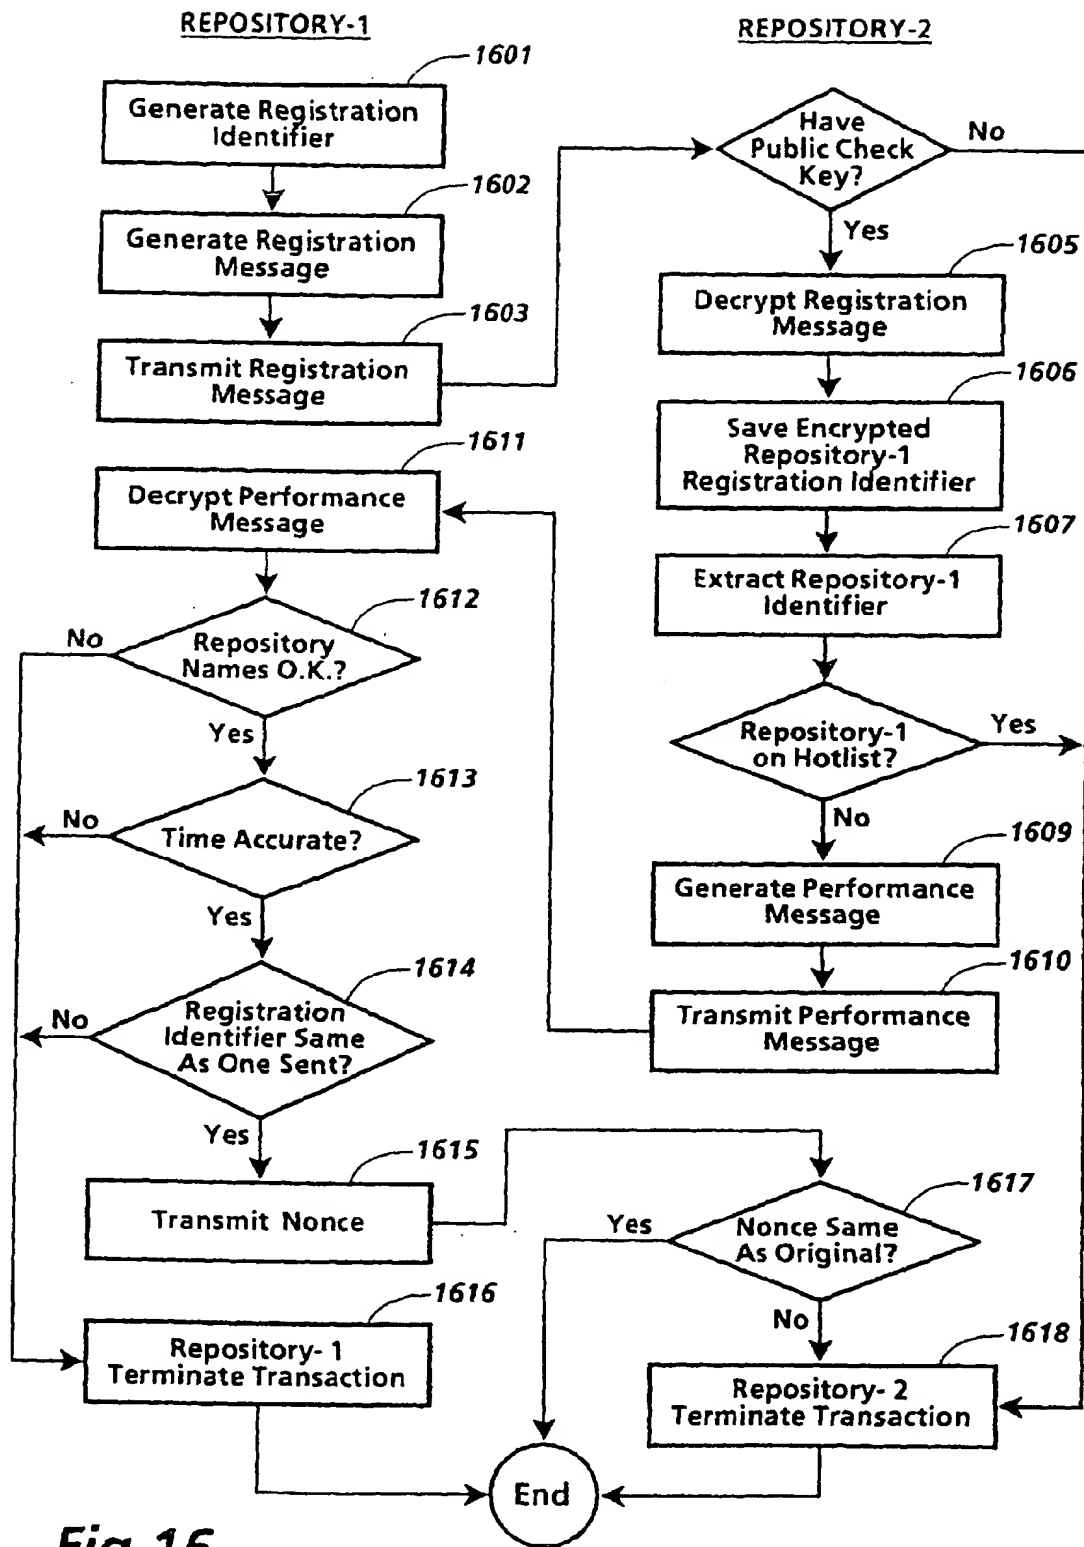 REPOSITORY-1
1601
Generate Registration
Identifier
1602
Generate Registration
Message
1603
Transmit Registration
Message
1611
Decrypt Performance
Message
1612
Repository
Names O.K.?
No
Yes
1613
Time Accurate?
No
Yes
1614
Registration
Identifier Same
As One Sent?
No
Yes
1615
Transmit Nonce
1616
Repository- 1
Terminate Transaction
REPOSITORY-2
Have
Public Check
Key?
No
Yes
1605
Decrypt Registration
Message
1606
Save Encrypted
Repository-1
Registration Identifier
1607
Extract Repository-1
Identifier
Repository-1
on Hotlist?
Yes
No
1609
Generate Performance
Message
1610
Transmit Performance
Message
1617
Nonce Same
As Original?
Yes
No
1618
Repository- 2
Terminate Transaction
End
Fig. 16